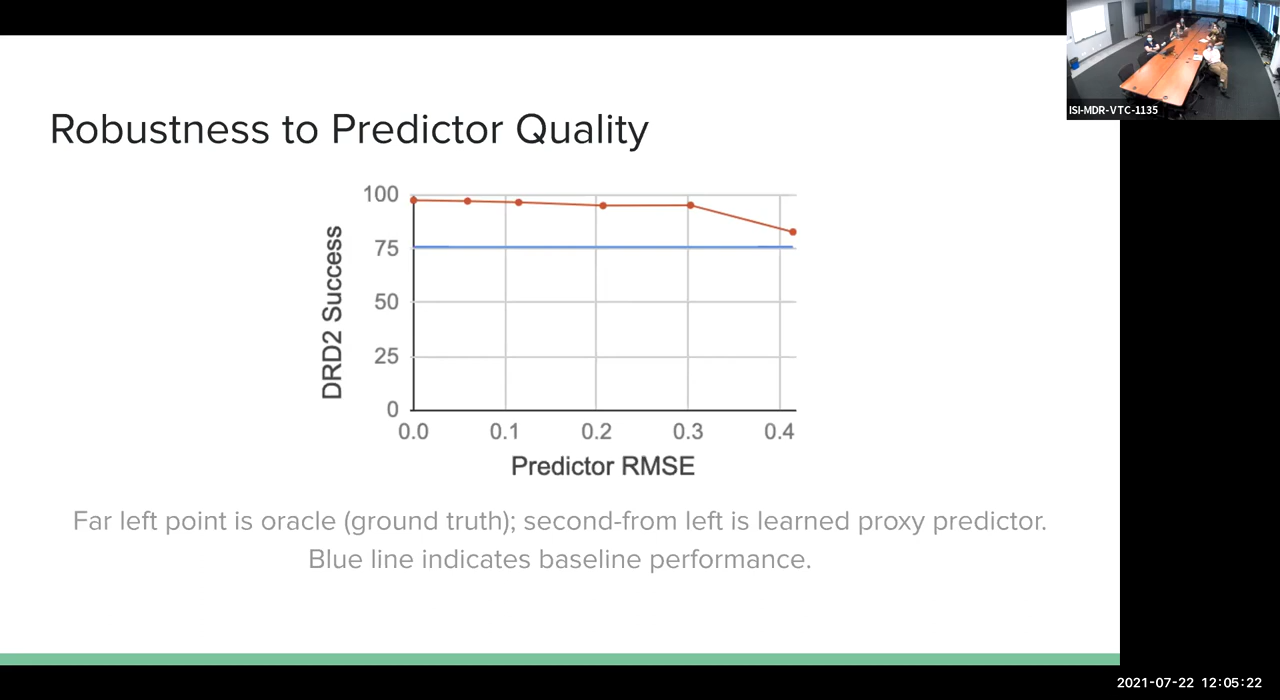 ISI-MDR-VTC-1135
Robustness to Predictor Quality
100
75
50
25
0
DRD2 Success
0.0 0.1 0.2 0.3 0.4
Predictor RMSE
Far left point is oracle (ground truth); second-from left is learned proxy predictor.
Blue line indicates baseline performance.
2021-07-22 12:05:22